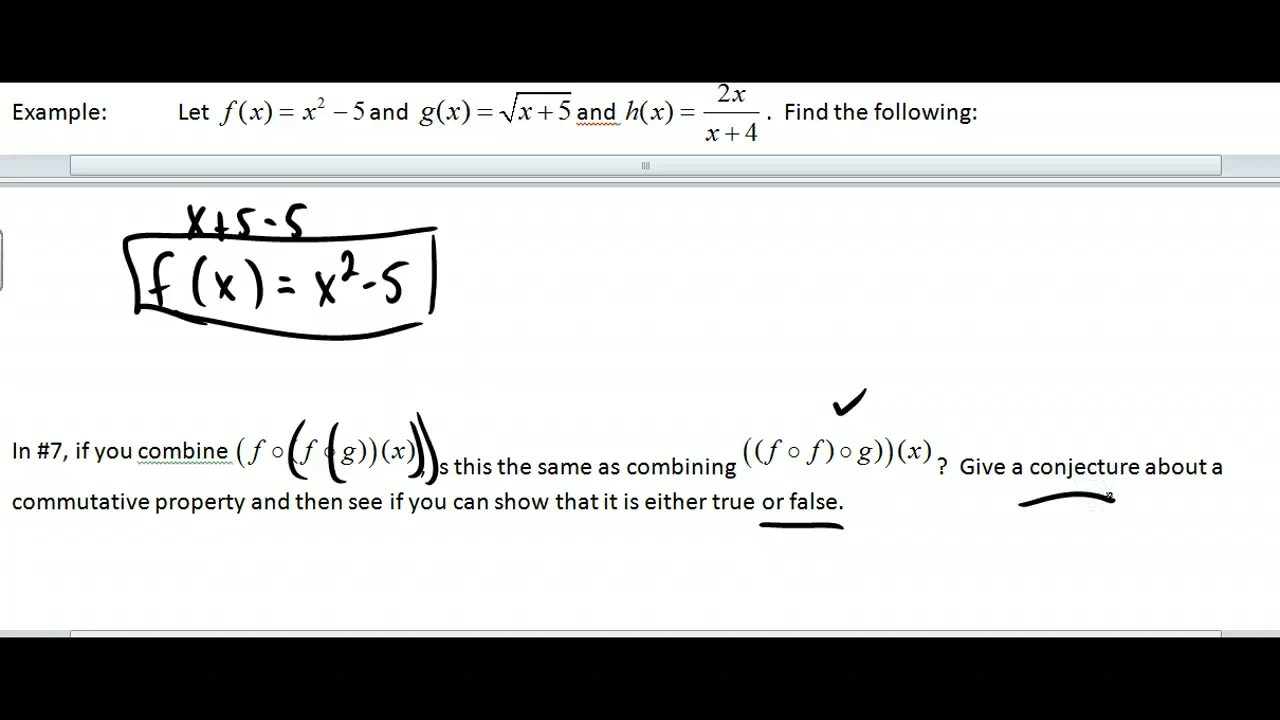 Example: Let f(x) = x² − 5 and g(x) = √(x + 5) and h(x) = 2x/(x + 4). Find the following:
x+5-5
f(x) = x²-5
In #7, if you combine (f ∘ (f ∘ g))(x), is this the same as combining ((f ∘ f) ∘ g))(x)? Give a conjecture about a
commutative property and then see if you can show that it is either true or false.